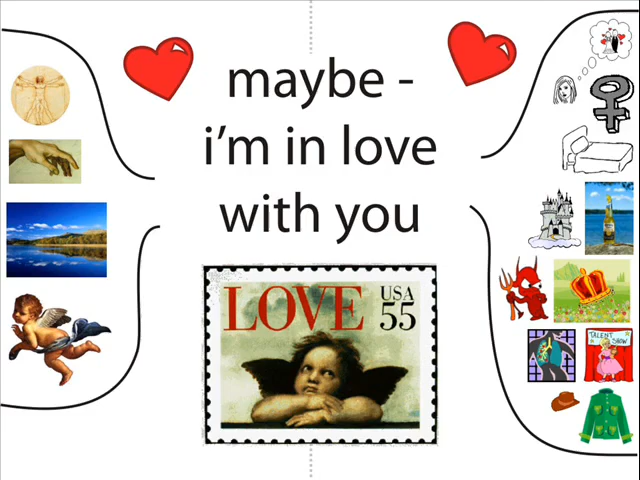 maybe -
i’m in love
with you
LOVE
USA
55
TALENT
SHOW